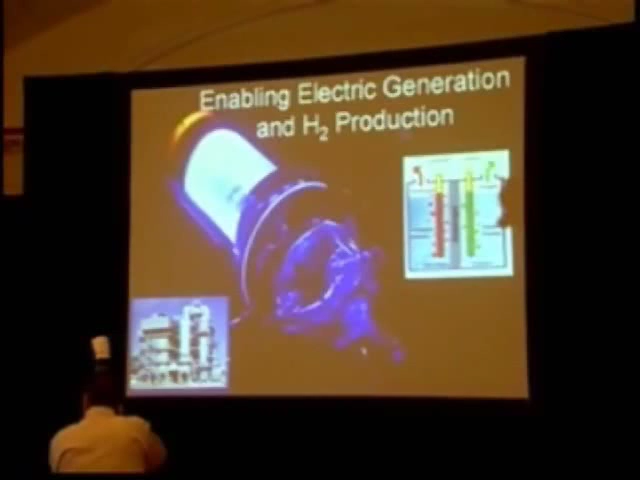 Enabling Electric Generation
and H₂ Production